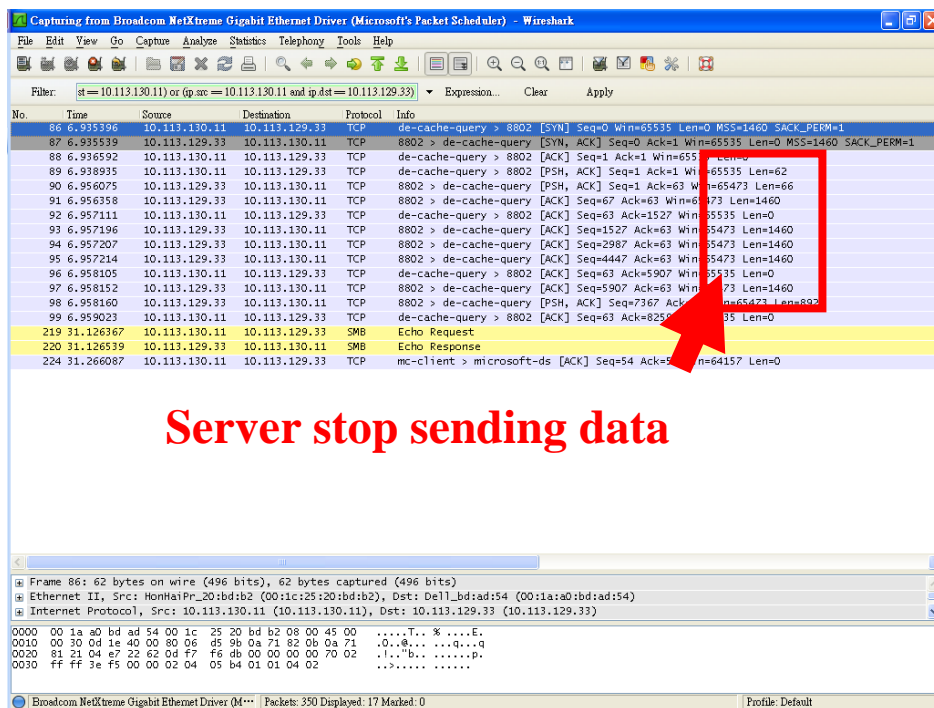 Capturing from Broadcom NetXtreme Gigabit Ethernet Driver (Microsoft's Packet Scheduler) - Wireshark
File Edit View Go Capture Analyze Statistics Telephony Tools Help
Filter: st == 10.113.130.11) or (ip.src == 10.113.130.11 and ip.dst == 10.113.129.33) Expression... Clear Apply
No. Time Source Destination Protocol Info
86 6.935396 10.113.130.11 10.113.129.33 TCP de-cache-query > 8802 [SYN] Seq=0 Win=65535 Len=0 MSS=1460 SACK_PERM=1
87 6.935539 10.113.129.33 10.113.130.11 TCP 8802 > de-cache-query [SYN, ACK] Seq=0 Ack=1 Win=65535 Len=0 MSS=1460 SACK_PERM=1
88 6.936592 10.113.130.11 10.113.129.33 TCP de-cache-query > 8802 [ACK] Seq=1 Ack=1 Len=0
89 6.938935 10.113.130.11 10.113.129.33 TCP de-cache-query > 8802 [PSH, ACK] Seq=1 Ack=1 Win=65535 Len=62
90 6.956075 10.113.129.33 10.113.130.11 TCP 8802 > de-cache-query [PSH, ACK] Seq=1 Ack=63 Win=65473 Len=66
91 6.956358 10.113.129.33 10.113.130.11 TCP 8802 > de-cache-query [ACK] Seq=67 Ack=63 Win=65473 Len=1460
92 6.957111 10.113.130.11 10.113.129.33 TCP de-cache-query > 8802 [ACK] Seq=63 Ack=1527 Win=65535 Len=0
93 6.957196 10.113.129.33 10.113.130.11 TCP 8802 > de-cache-query [ACK] Seq=1527 Ack=63 Win=65473 Len=1460
94 6.957207 10.113.129.33 10.113.130.11 TCP 8802 > de-cache-query [ACK] Seq=2987 Ack=63 Win=65473 Len=1460
95 6.957214 10.113.129.33 10.113.130.11 TCP 8802 > de-cache-query [ACK] Seq=4447 Ack=63 Win=65473 Len=1460
96 6.958105 10.113.130.11 10.113.129.33 TCP de-cache-query > 8802 [ACK] Seq=63 Ack=5907 Win=65535 Len=0
97 6.958152 10.113.129.33 10.113.130.11 TCP 8802 > de-cache-query [ACK] Seq=5907 Ack=63 Len=1460
98 6.958160 10.113.129.33 10.113.130.11 TCP 8802 > de-cache-query [PSH, ACK] Seq=7367 Len=892
99 6.959023 10.113.130.11 10.113.129.33 TCP de-cache-query > 8802 [ACK] Seq=63 Len=0
219 31.126367 10.113.130.11 10.113.129.33 SMB Echo Request
220 31.126539 10.113.129.33 10.113.130.11 SMB Echo Response
224 31.266087 10.113.130.11 10.113.129.33 TCP mc-client > microsoft-ds [ACK] Seq=54 Len=0
Server stop sending data
Frame 86: 62 bytes on wire (496 bits), 62 bytes captured (496 bits)
Ethernet II, Src: HonHaiPr_20:bd:b2 (00:1c:25:20:bd:b2), Dst: Dell_bd:ad:54 (00:1a:a0:bd:ad:54)
Internet Protocol, Src: 10.113.130.11 (10.113.130.11), Dst: 10.113.129.33 (10.113.129.33)
0000 00 1a a0 bd ad 54 00 1c 25 20 bd b2 08 00 45 00 .....T.. % ....E.
0010 00 30 0d 1e 40 00 80 06 d5 9b 0a 71 82 0b 0a 71 .0..@... ...q...q
0020 81 21 04 e7 22 62 0d f7 f6 db 00 00 00 00 70 02 .!.."b.. ......p.
0030 ff ff 3e f5 00 00 02 04 05 b4 01 01 04 02 ..>..... ......
Broadcom NetXtreme Gigabit Ethernet Driver (M··· Packets: 350 Displayed: 17 Marked: 0 Profile: Default